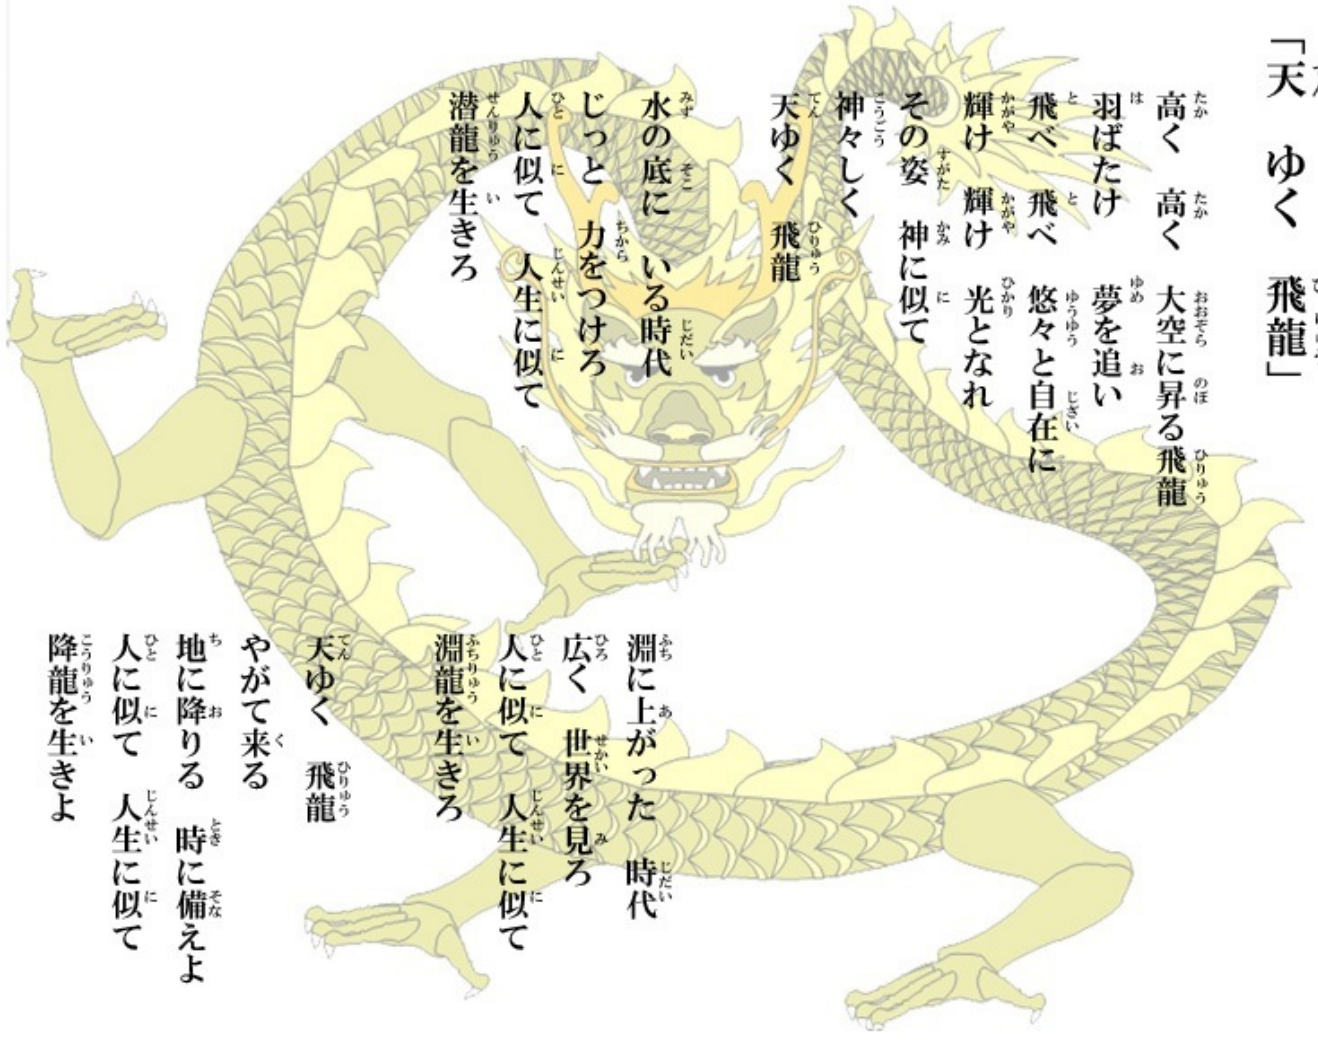 「天　ゆく　飛龍」
高く　高く　大空に昇る飛龍
羽ばたけ　夢を追い
飛べ　飛べ　悠々と自在に
輝け　輝け　光となれ
その姿　神に似て
神々しく
天ゆく　飛龍
水の底に　いる時代
じっと　力をつけろ
人に似て　人生に似て
潜龍を生きろ
淵に上がった　時代
広く　世界を見ろ
人に似て　人生に似て
淵龍を生きろ
天ゆく　飛龍
やがて来る
地に降りる　時に備えよ
人に似て　人生に似て
降龍を生きよ